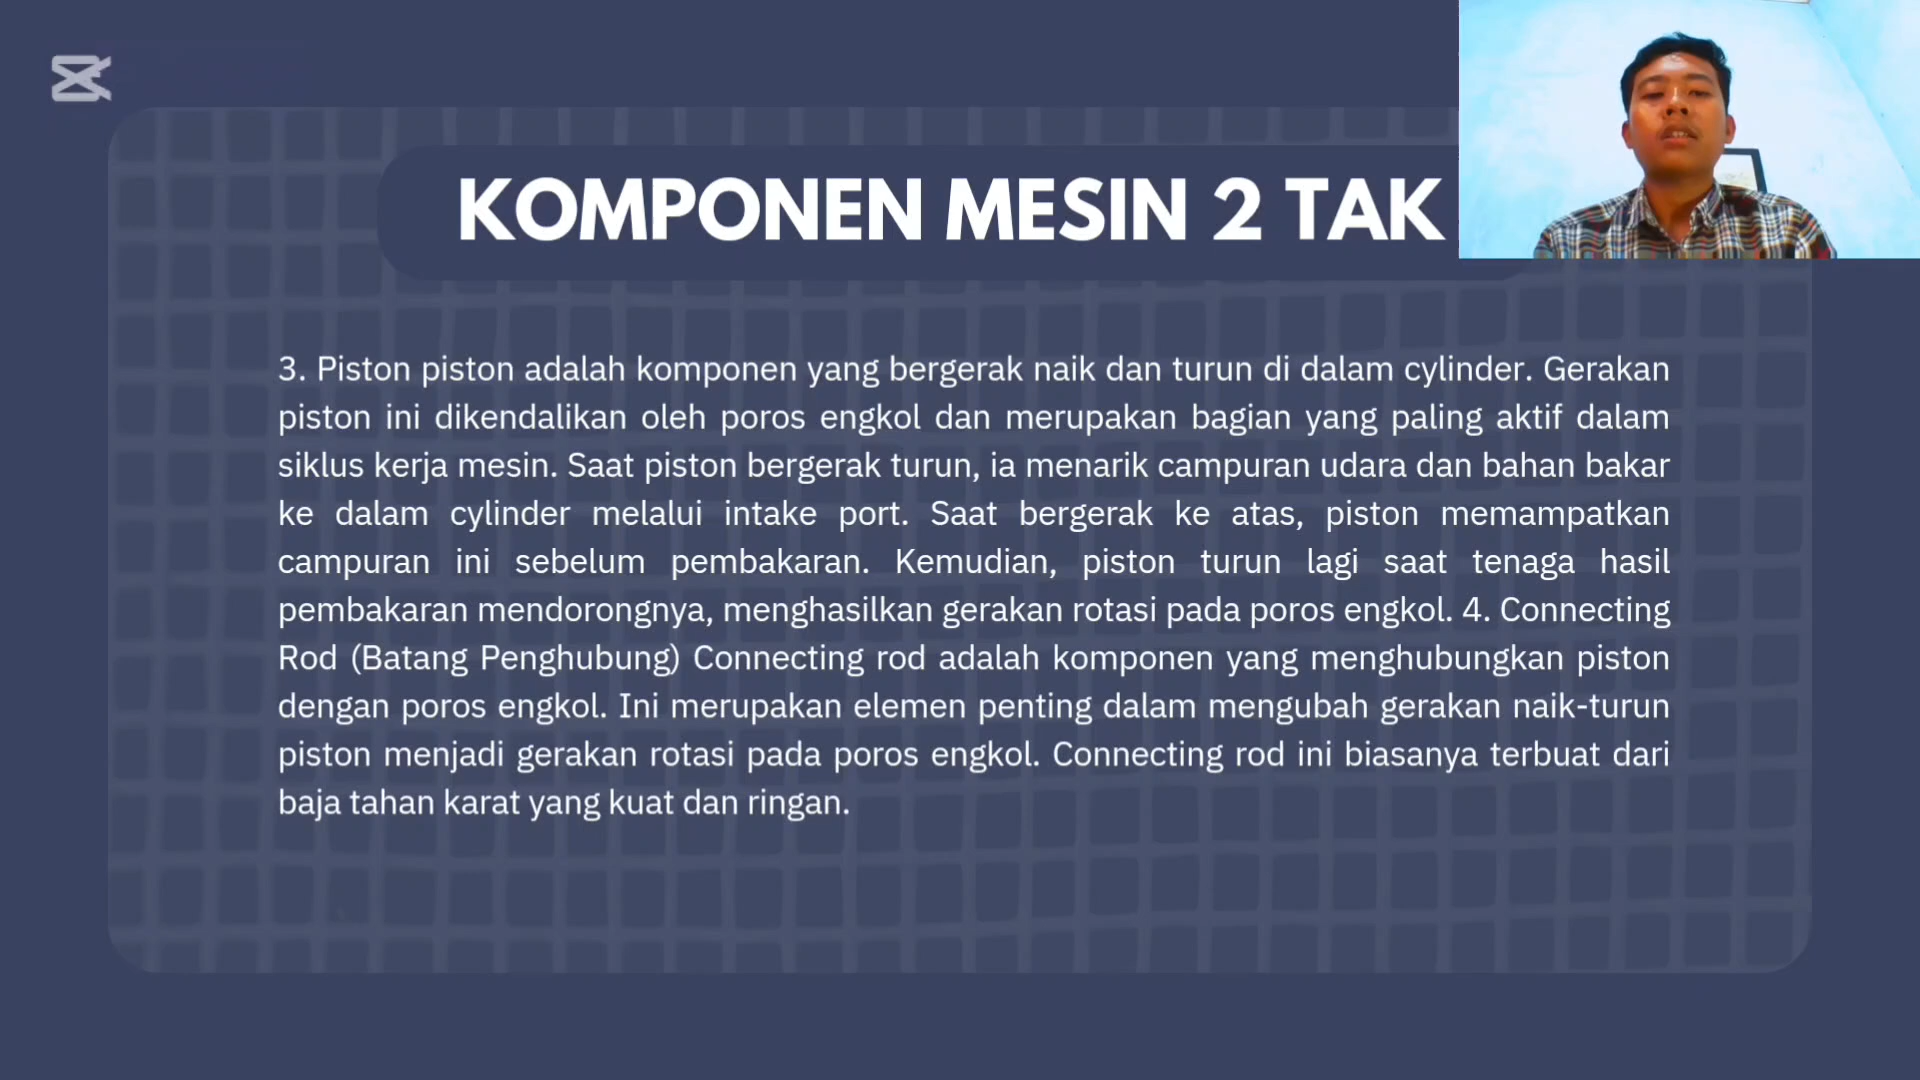 KOMPONEN MESIN 2 TAK
3. Piston piston adalah komponen yang bergerak naik dan turun di dalam cylinder. Gerakan
piston ini dikendalikan oleh poros engkol dan merupakan bagian yang paling aktif dalam
siklus kerja mesin. Saat piston bergerak turun, ia menarik campuran udara dan bahan bakar
ke dalam cylinder melalui intake port. Saat bergerak ke atas, piston memampatkan
campuran ini sebelum pembakaran. Kemudian, piston turun lagi saat tenaga hasil
pembakaran mendorongnya, menghasilkan gerakan rotasi pada poros engkol. 4. Connecting
Rod (Batang Penghubung) Connecting rod adalah komponen yang menghubungkan piston
dengan poros engkol. Ini merupakan elemen penting dalam mengubah gerakan naik-turun
piston menjadi gerakan rotasi pada poros engkol. Connecting rod ini biasanya terbuat dari
baja tahan karat yang kuat dan ringan.